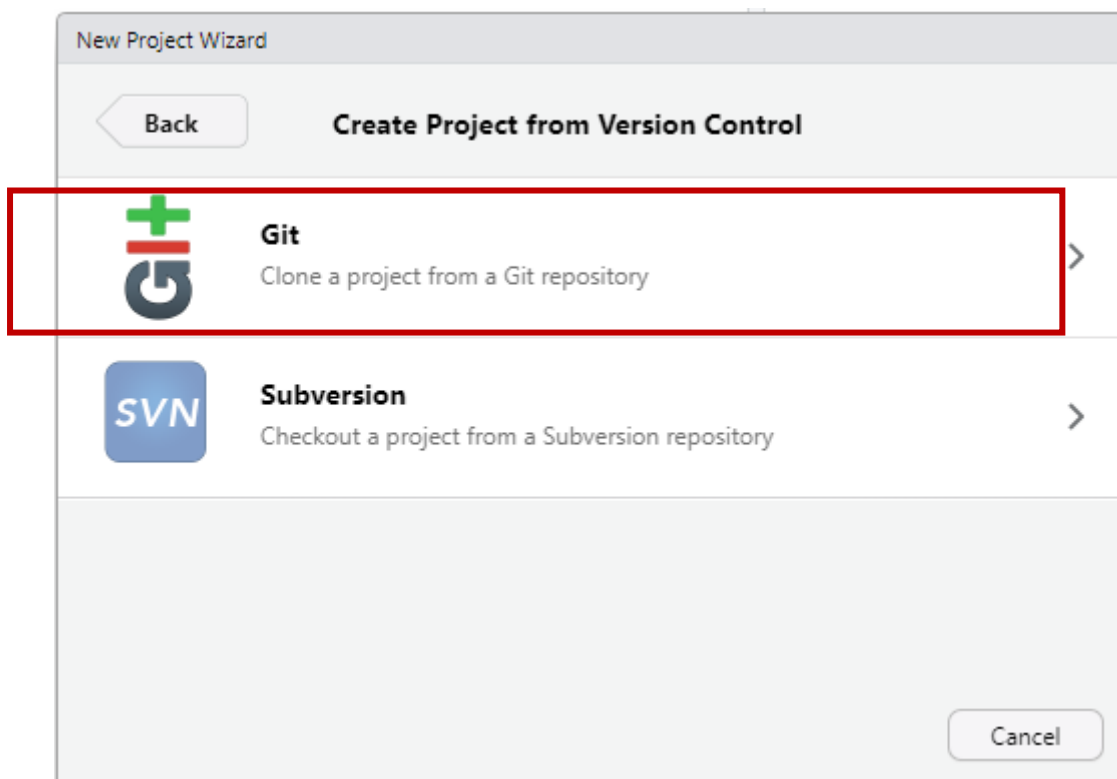 New Project Wizard
Back
Create Project from Version Control
git
Git
Clone a project from a Git repository
SVN
Subversion
Checkout a project from a Subversion repository
Cancel